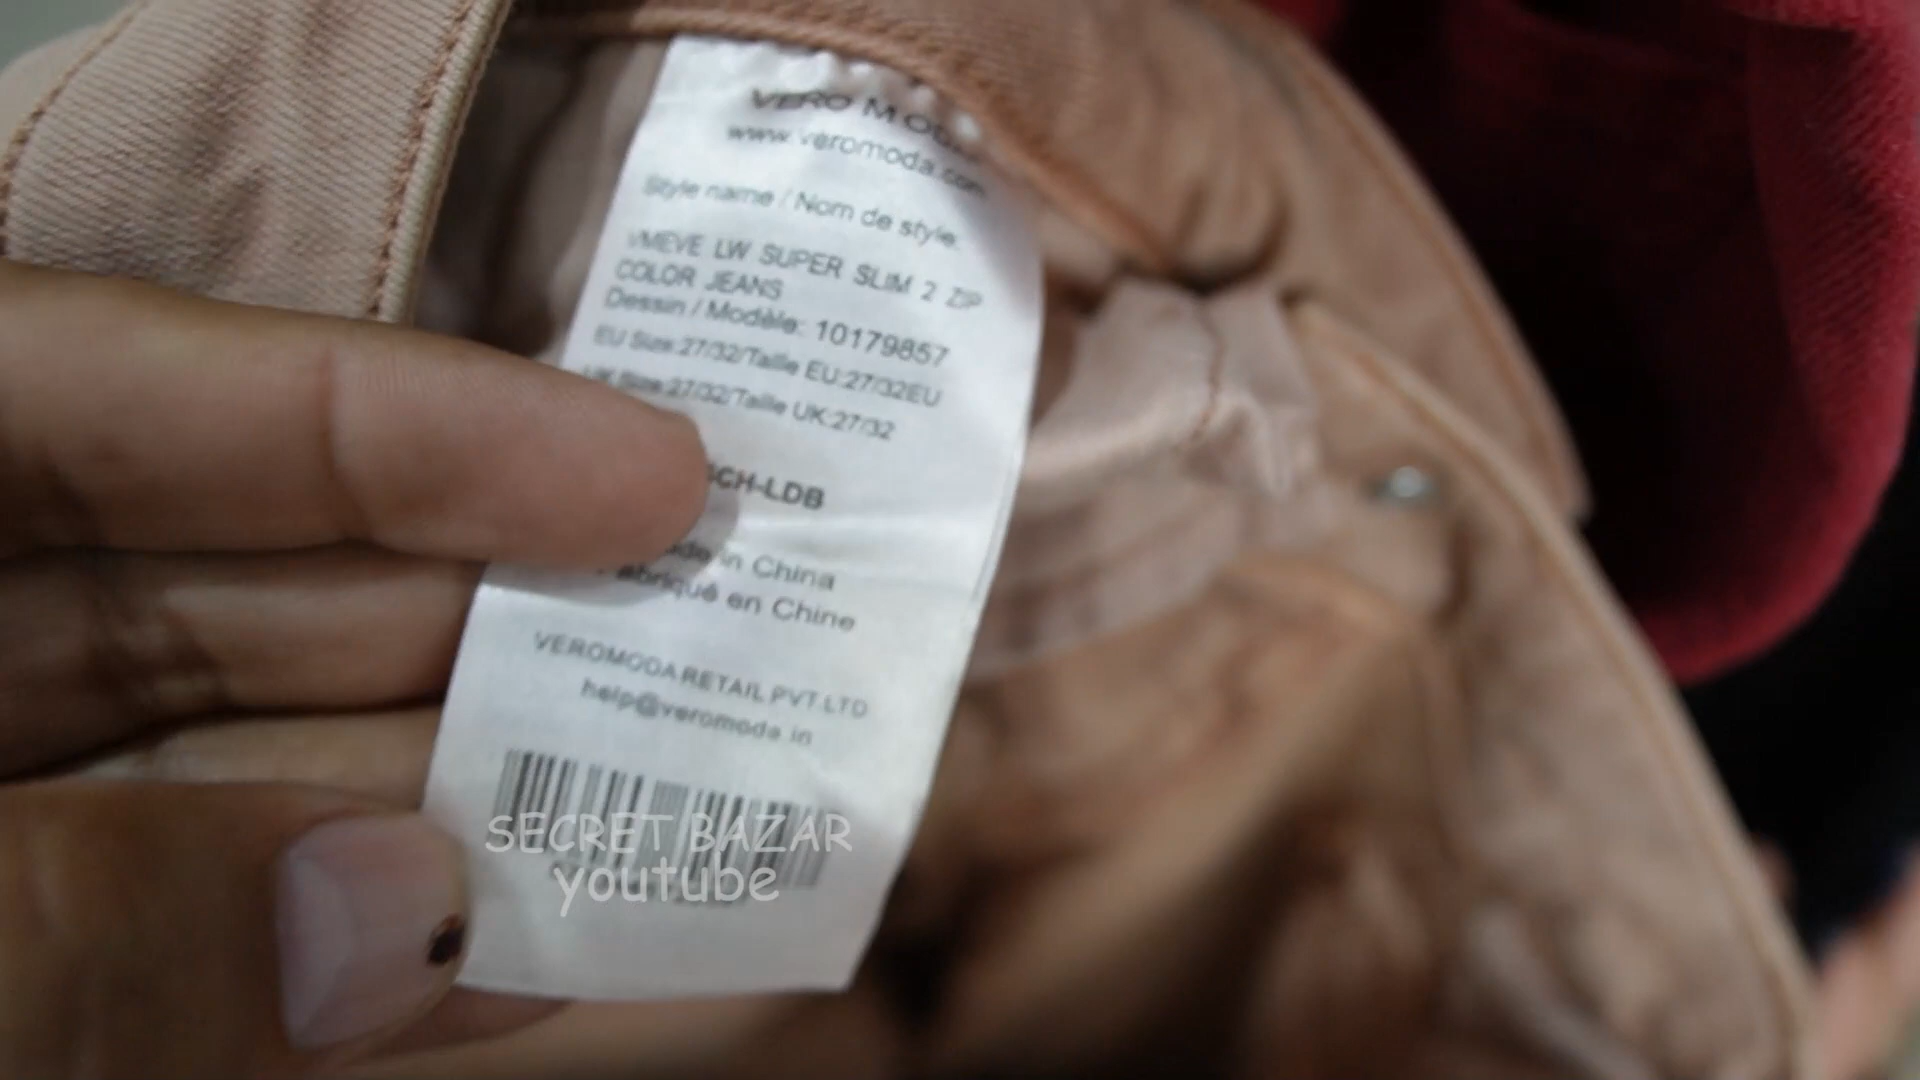 VERO MODA
www.veromoda.com
Style name / Nom de style:
VMEVE LW SUPER SLIM 2 ZIP
COLOR JEANS
Dessin / Modèle: 10179857
EU Size:27/32/Taille EU:27/32EU
UK Size:27/32/Taille UK:27/32
CH-LDB
in China
en Chine
VEROMODA RETAIL PVT.LTD
help@veromoda.in
SECRET BAZAR
youtube